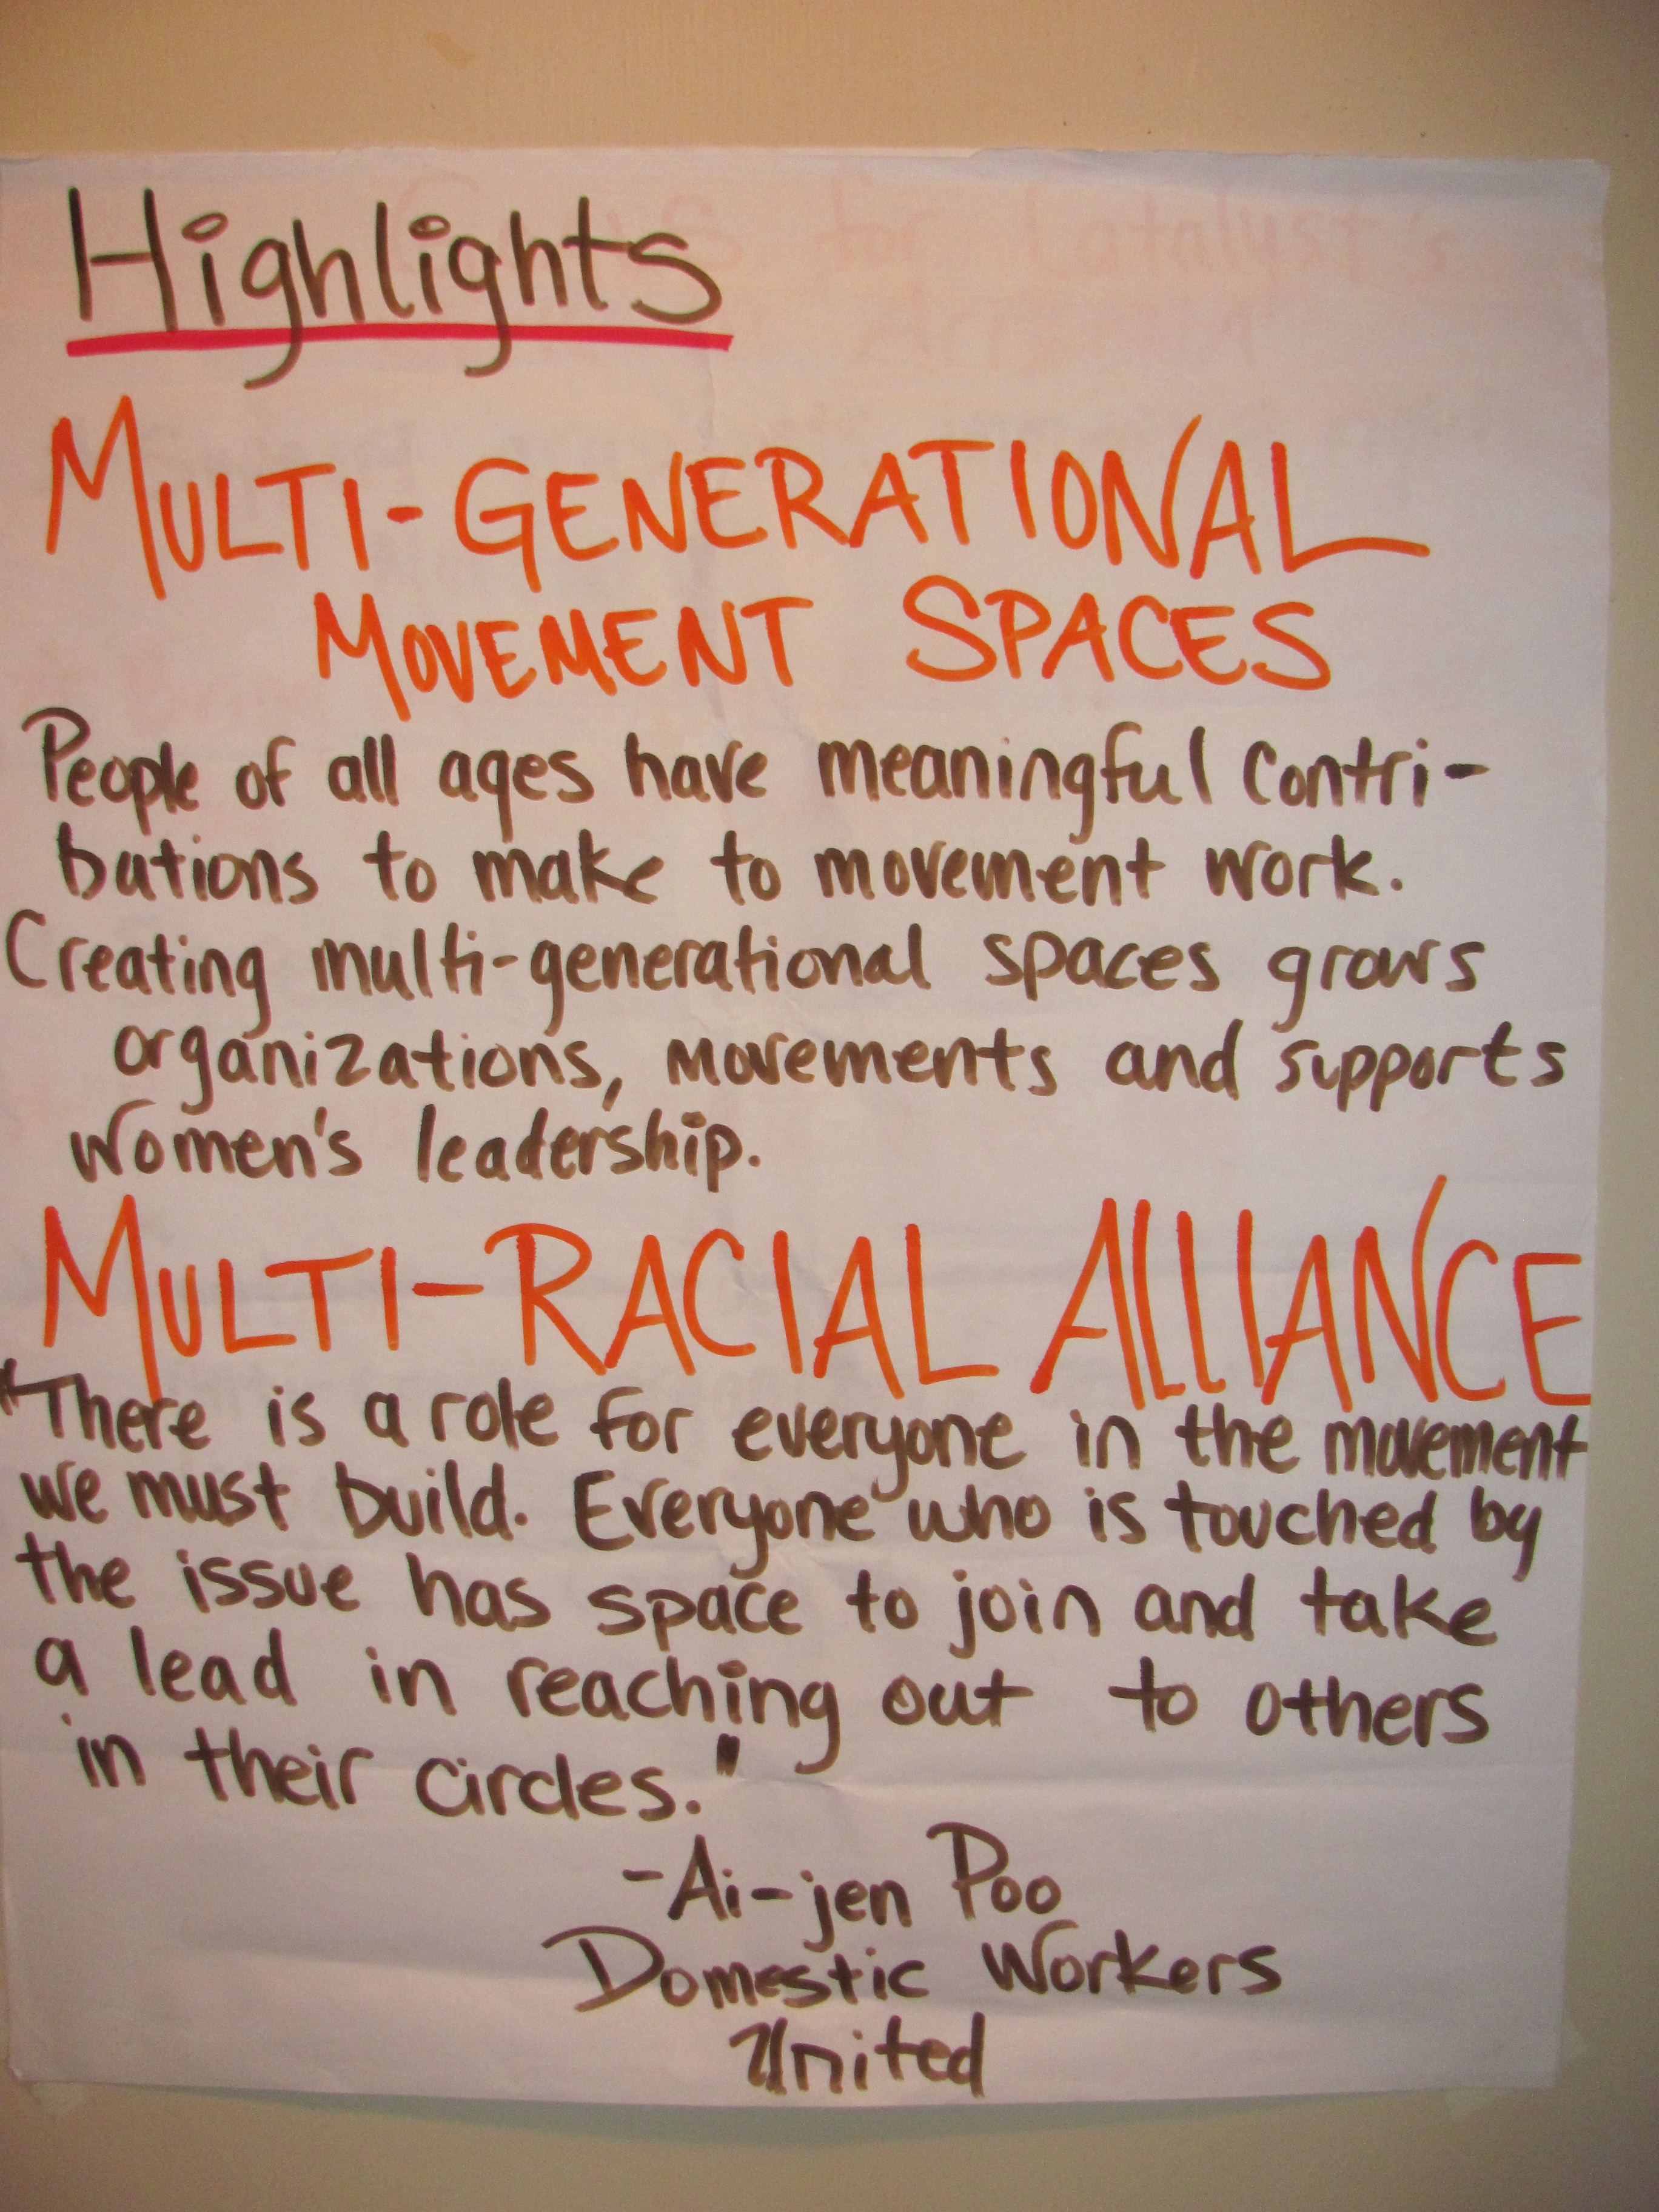 Highlights
MULTI-GENERATIONAL
MOVEMENT SPACES
People of all ages have meaningful contri-
butions to make to movement work.
Creating multi-generational spaces grows
organizations, movements and supports
women's leadership.
MULTI-RACIAL ALLIANCE
"There is a role for everyone in the movement
we must build. Everyone who is touched by
the issue has space to join and take
a lead in reaching out to others
in their circles."
-Ai-jen Poo
Domestic Workers
United